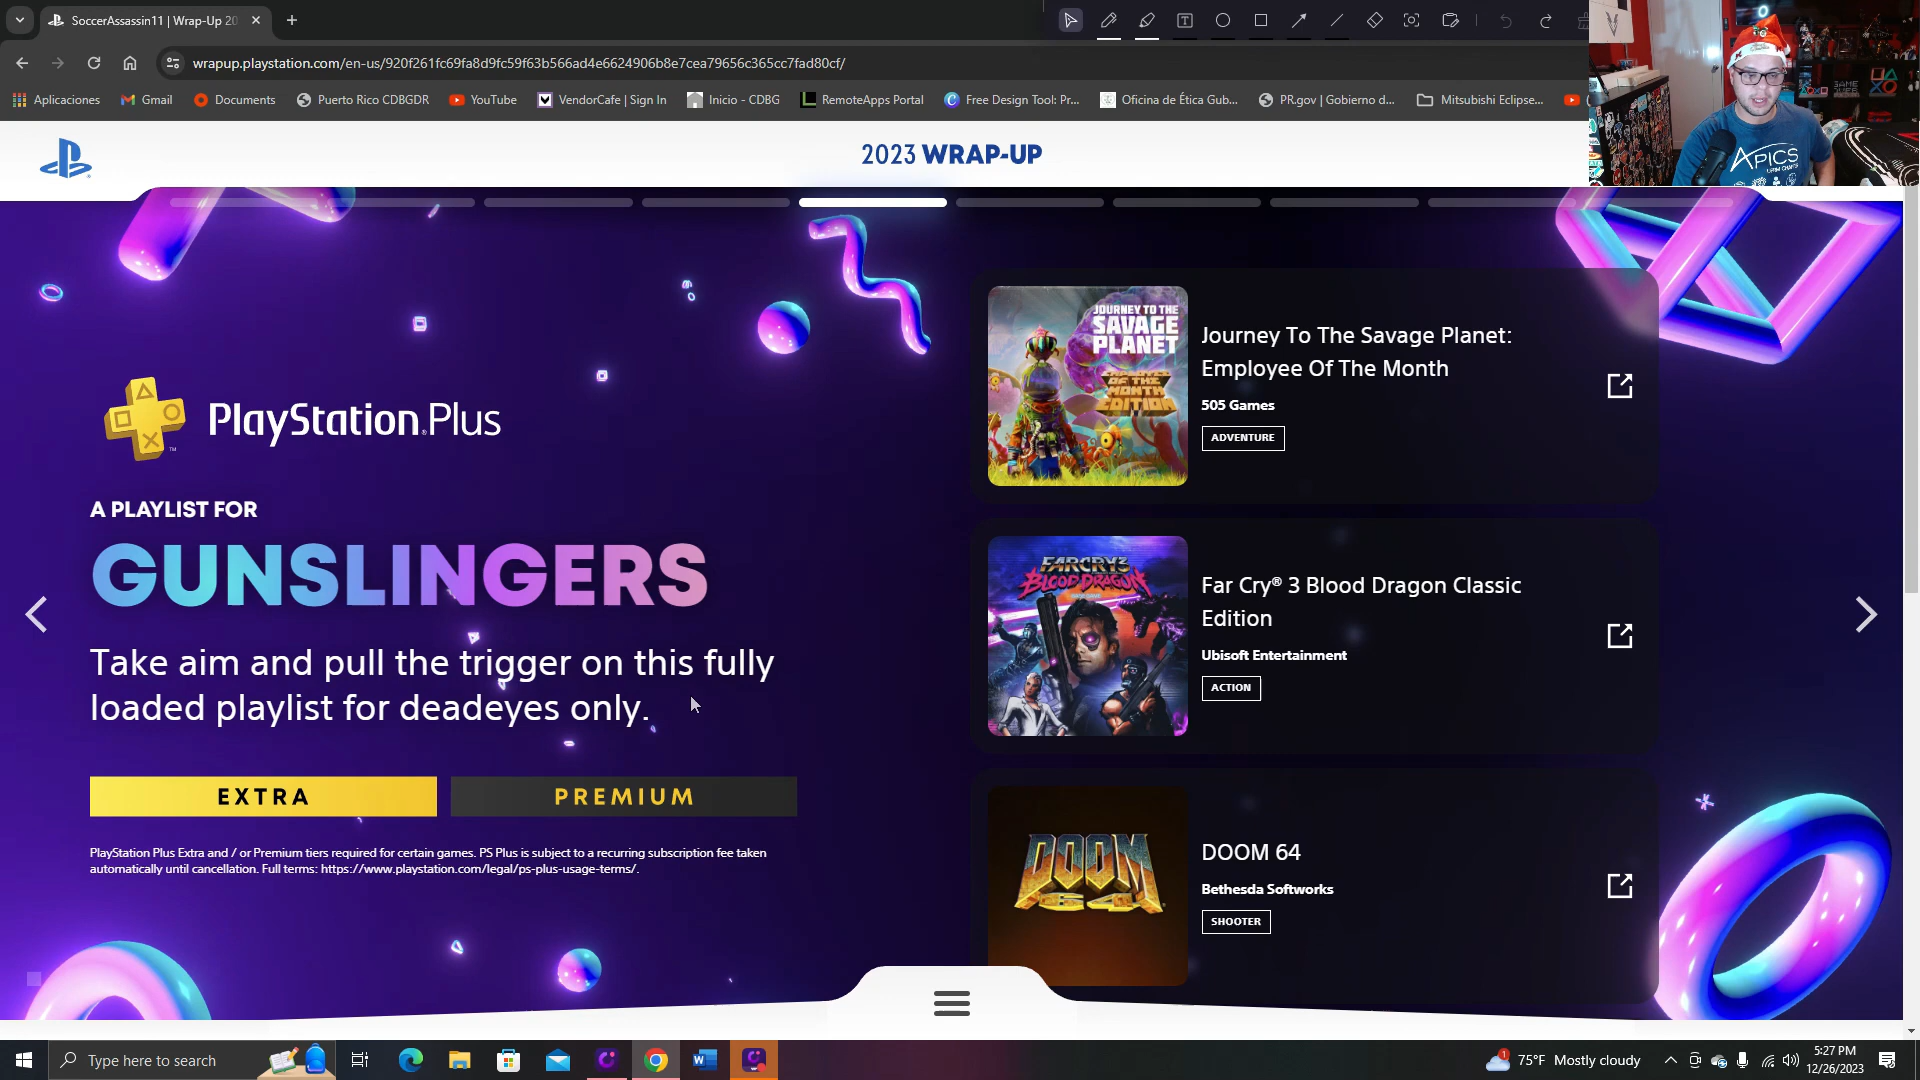 SoccerAssassin11 | Wrap-Up 20
wrapup.playstation.com/en-us/920f261fc69fa8d9fc59f63b566ad4e6624906b8e7cea79656c365cc7fad80cf/
Aplicaciones
Gmail
Documents
Puerto Rico CDBGDR
YouTube
VendorCafe | Sign In
Inicio - CDBG
RemoteApps Portal
Free Design Tool: Pr...
Oficina de Ética Gub...
PR.gov | Gobierno d...
Mitsubishi Eclipse...
APICS
2023 WRAP-UP
PlayStation®Plus
A PLAYLIST FOR
GUNSLINGERS
Take aim and pull the trigger on this fully
loaded playlist for deadeyes only.
EXTRA
PREMIUM
PlayStation Plus Extra and / or Premium tiers required for certain games. PS Plus is subject to a recurring subscription fee taken
automatically until cancellation. Full terms: https://www.playstation.com/legal/ps-plus-usage-terms/.
JOURNEY TO THE
SAVAGE
PLANET
EMPLOYEE
OF THE
MONTH
EDITION
Journey To The Savage Planet:
Employee Of The Month
505 Games
ADVENTURE
FARCRY3
BLOOD DRAGON
Far Cry® 3 Blood Dragon Classic
Edition
Ubisoft Entertainment
ACTION
DOOM
64
DOOM 64
Bethesda Softworks
SHOOTER
Type here to search
1
75°F Mostly cloudy
5:27 PM
12/26/2023